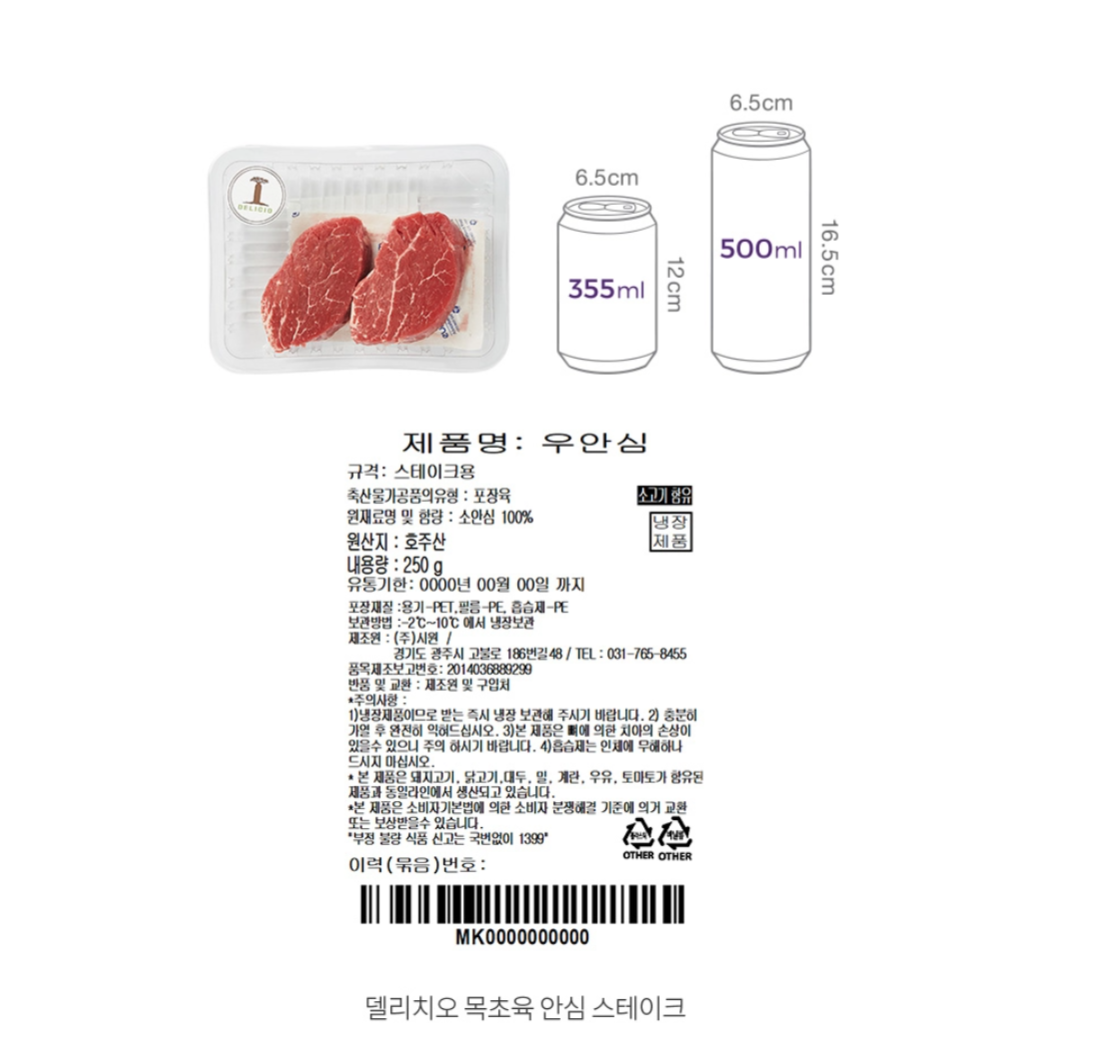 DELICIO
6.5cm
6.5cm
355ml
12cm
500ml
16.5cm
제품명: 우안심
규격: 스테이크용
축산물가공품의유형 : 포장육
소고기 함유
원재료명 및 함량 : 소안심 100%
냉장
제품
원산지 : 호주산
내용량 : 250 g
유통기한: 0000년 00월 00일 까지
포장재질 :용기-PET,필름-PE, 흡습제-PE
보관방법 :-2℃~10℃ 에서 냉장보관
제조원 : (주)시원 /
경기도 광주시 고불로 186번길48 / TEL : 031-765-8455
품목제조보고번호: 2014036889299
반품 및 교환 : 제조원 및 구입처
*주의사항 :
1)냉장제품이므로 받는 즉시 냉장 보관해 주시기 바랍니다. 2) 충분히
가열 후 완전히 익혀드십시오. 3)본 제품은 뼈에 의한 치아의 손상이
있을수 있으니 주의 하시기 바랍니다. 4)흡습제는 인체에 무해하나
드시지 마십시오.
* 본 제품은 돼지고기, 닭고기,대두, 밀, 계란, 우유, 토마토가 함유된
제품과 동일라인에서 생산되고 있습니다.
*본 제품은 소비자기본법에 의한 소비자 분쟁해결 기준에 의거 교환
또는 보상받을수 있습니다.
"부정 불량 식품 신고는 국번없이 1399"
OTHER OTHER
이력(묶음)번호:
MK0000000000
델리치오 목초육 안심 스테이크